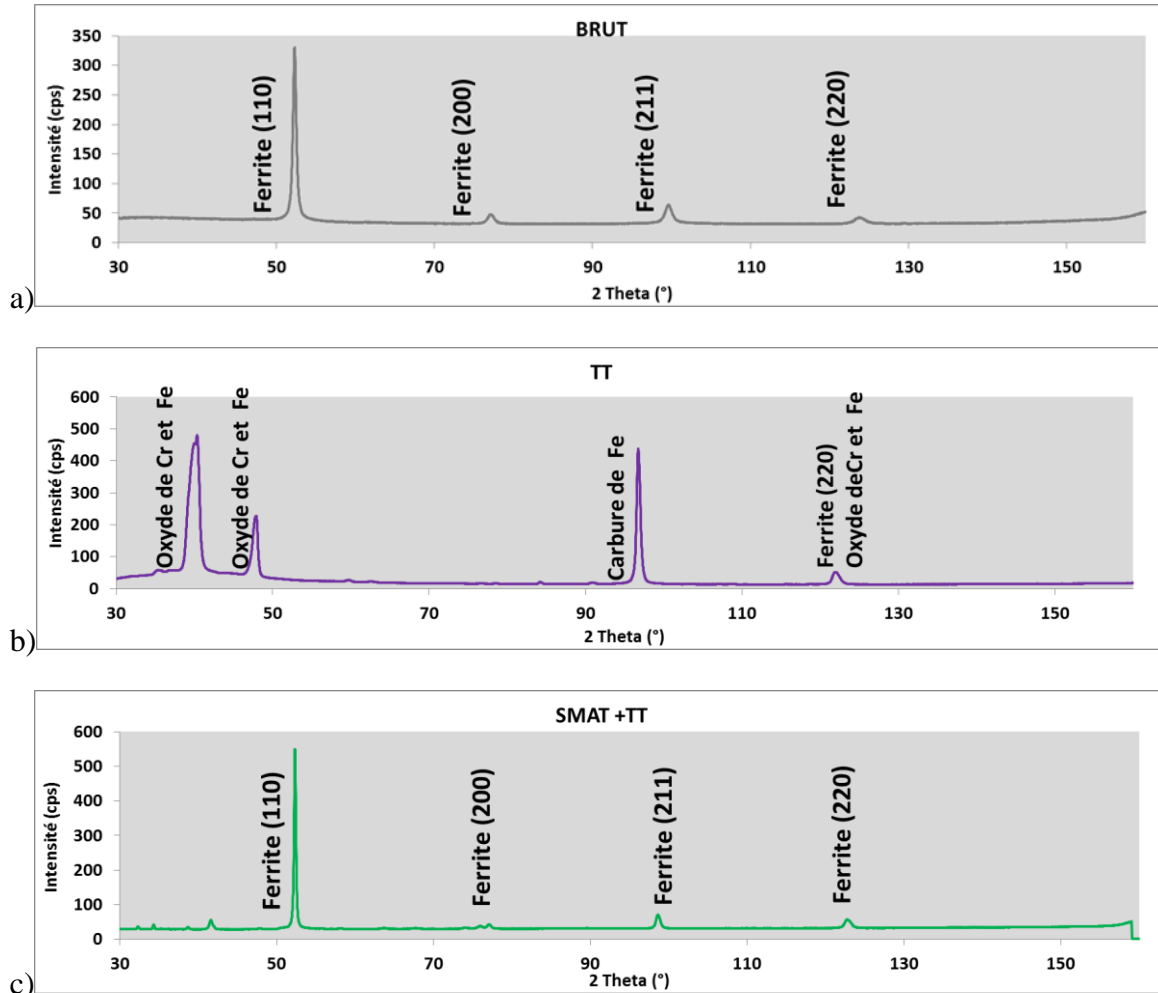 BRUT
350
300
250
200
150
100
50
0
Intensité (cps)
Ferrite (110)
Ferrite (200)
Ferrite (211)
Ferrite (220)
30 50 70 90 110 130 150
2 Theta (°)
a)
TT
600
500
400
300
200
100
0
Intensité (cps)
Oxyde de Cr et Fe
Oxyde de Cr et Fe
Carbure de Fe
Ferrite (220)
Oxyde deCr et Fe
30 50 70 90 110 130 150
2 Theta (°)
b)
SMAT +TT
600
500
400
300
200
100
0
Intensité (cps)
Ferrite (110)
Ferrite (200)
Ferrite (211)
Ferrite (220)
30 50 70 90 110 130 150
2 Theta (°)
c)